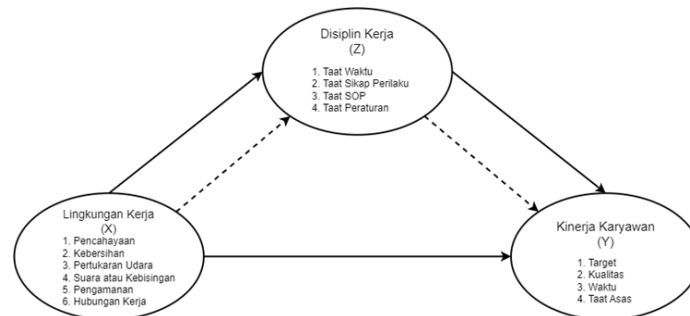 Disiplin Kerja
(Z)
1. Taat Waktu
2. Taat Sikap Perilaku
3. Taat SOP
4. Taat Peraturan
Lingkungan Kerja
(X)
1. Pencahayaan
2. Kebersihan
3. Pertukaran Udara
4. Suara atau Kebisingan
5. Pengamanan
6. Hubungan Kerja
Kinerja Karyawan
(Y)
1. Target
2. Kualitas
3. Waktu
4. Taat Asas